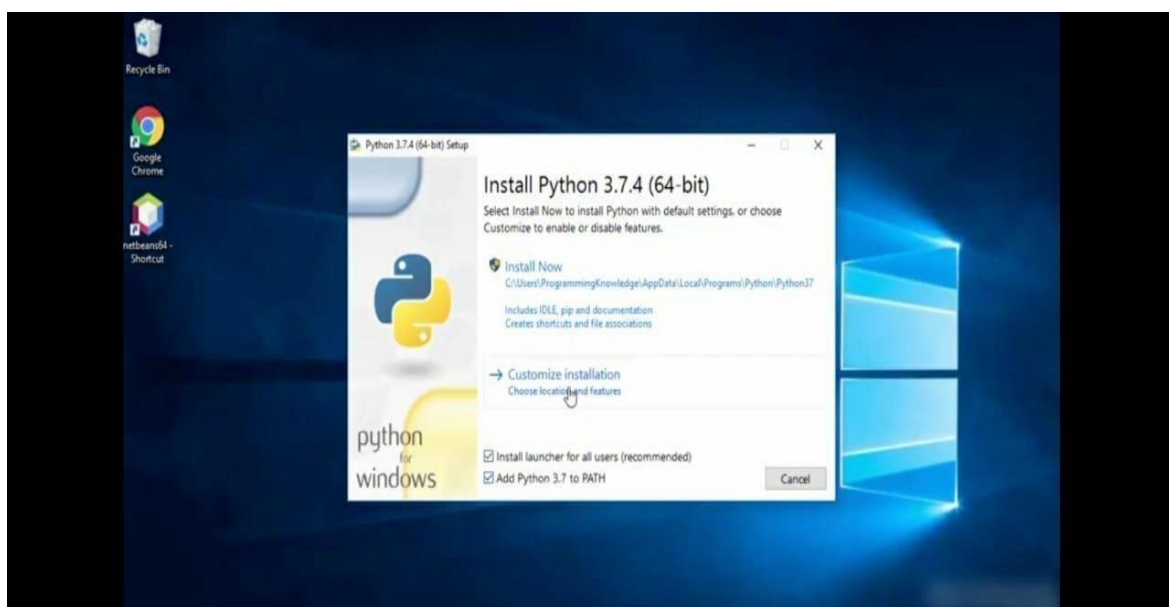 Recycle Bin
Google
Chrome
netbeans64 -
Shortcut
Python 3.7.4 (64-bit) Setup
Install Python 3.7.4 (64-bit)
Select Install Now to install Python with default settings, or choose
Customize to enable or disable features.
Install Now
C:\Users\ProgrammingKnowledge\AppData\Local\Programs\Python\Python37
Includes IDLE, pip and documentation
Creates shortcuts and file associations
Customize installation
Choose location and features
python
for
windows
Install launcher for all users (recommended)
Add Python 3.7 to PATH
Cancel